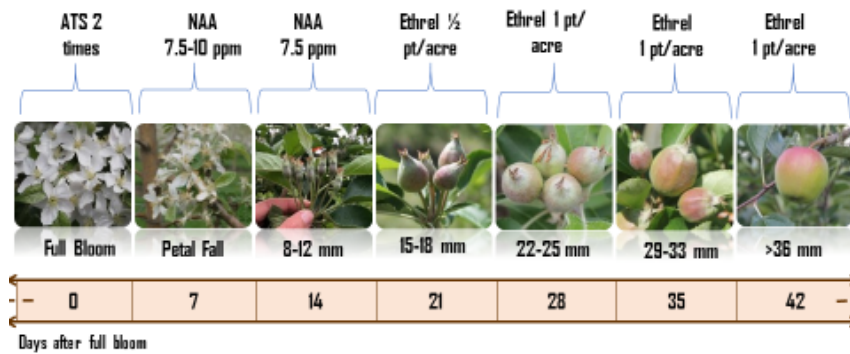 ATS 2
times
NAA
7.5-10 ppm
NAA
7.5 ppm
Ethrel ½
pt/acre
Ethrel 1 pt/
acre
Ethrel
1 pt/acre
Ethrel
1 pt/acre
Full Bloom
Petal Fall
8-12 mm
15-18 mm
22-25 mm
29-33 mm
>36 mm
0
7
14
21
28
35
42
Days after full bloom